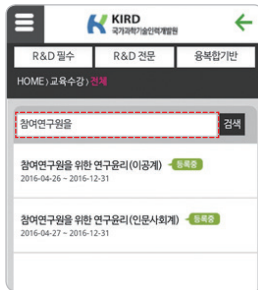 KIRD
국가과학기술인력개발원
R&D 필수 R&D 전문 융복합기반
HOME > 교육수강 > 전체
참여연구원을 검색
참여연구원을 위한 연구윤리(이공계) 등록중
2016-04-26 ~ 2016-12-31
참여연구원을 위한 연구윤리(인문사회계) 등록중
2016-04-27 ~ 2016-12-31